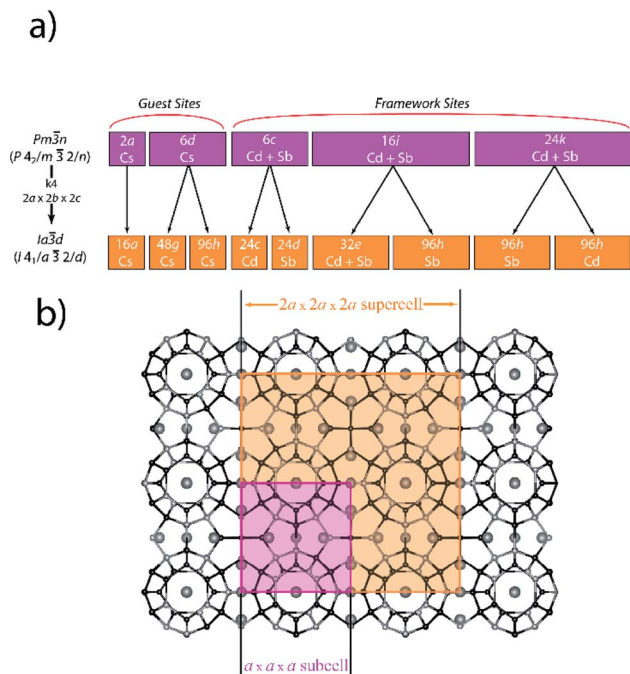 a)
Guest Sites Framework Sites
Pm3̅n
(P 4₂/m 3̅ 2/n)
2a
Cs
6d
Cs
6c
Cd + Sb
16i
Cd + Sb
24k
Cd + Sb
k4
2a x 2b x 2c
Ia3̅d
(I 4₁/a 3̅ 2/d)
16a
Cs
48g
Cs
96h
Cs
24c
Cd
24d
Sb
32e
Cd + Sb
96h
Sb
96h
Sb
96h
Cd
b)
2a x 2a x 2a supercell
a x a x a subcell